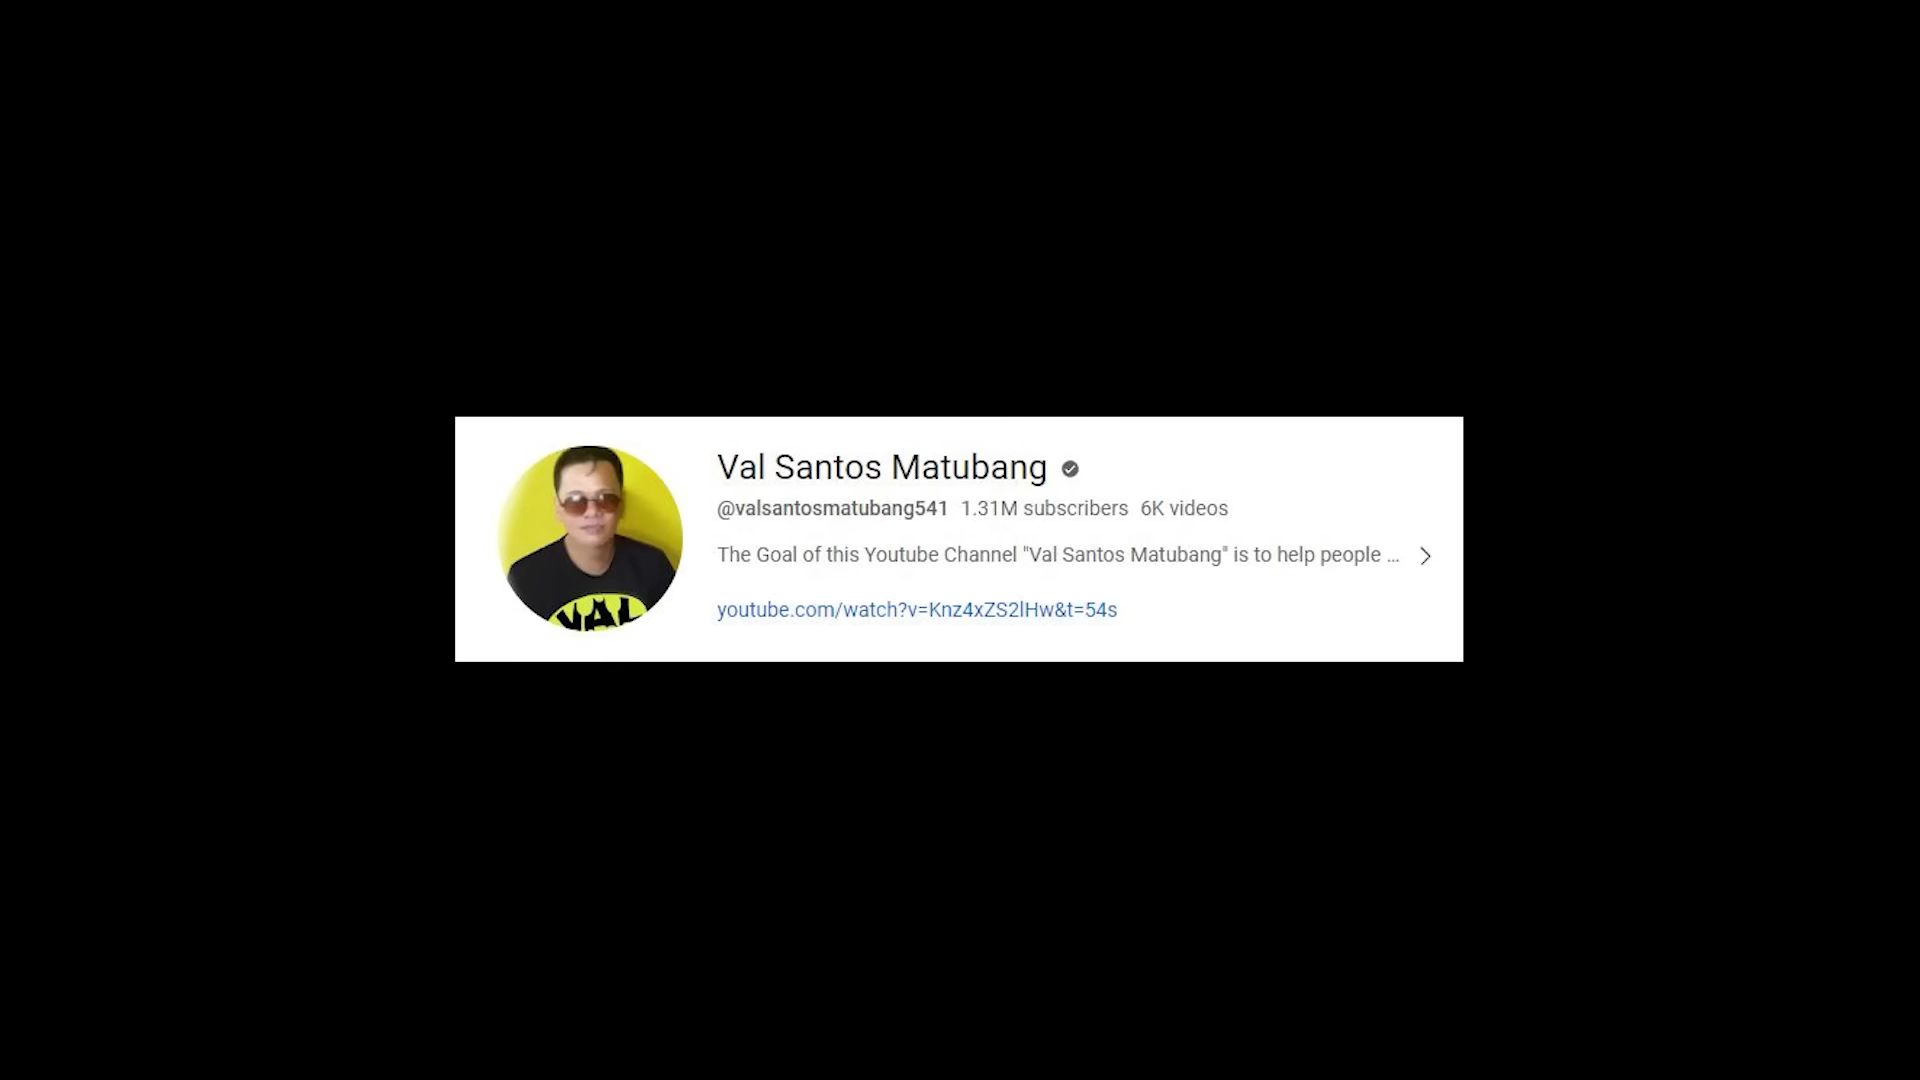 Val Santos Matubang
@valsantosmatubang541 1.31M subscribers 6K videos
The Goal of this Youtube Channel "Val Santos Matubang" is to help people ...
youtube.com/watch?v=Knz4xZS2lHw&t=54s
VAL